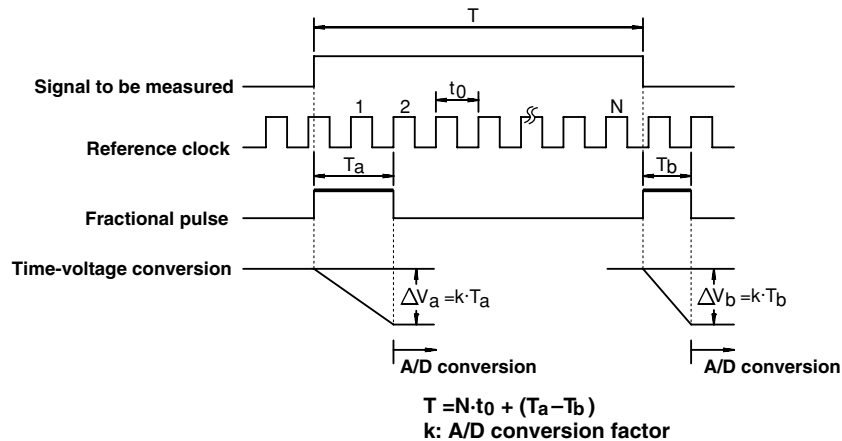 T
Signal to be measured
t0
1 2 N
Reference clock
Ta Tb
Fractional pulse
Time-voltage conversion
ΔVa =k·Ta ΔVb =k·Tb
A/D conversion A/D conversion
T =N·t0 + (Ta–Tb)
k: A/D conversion factor